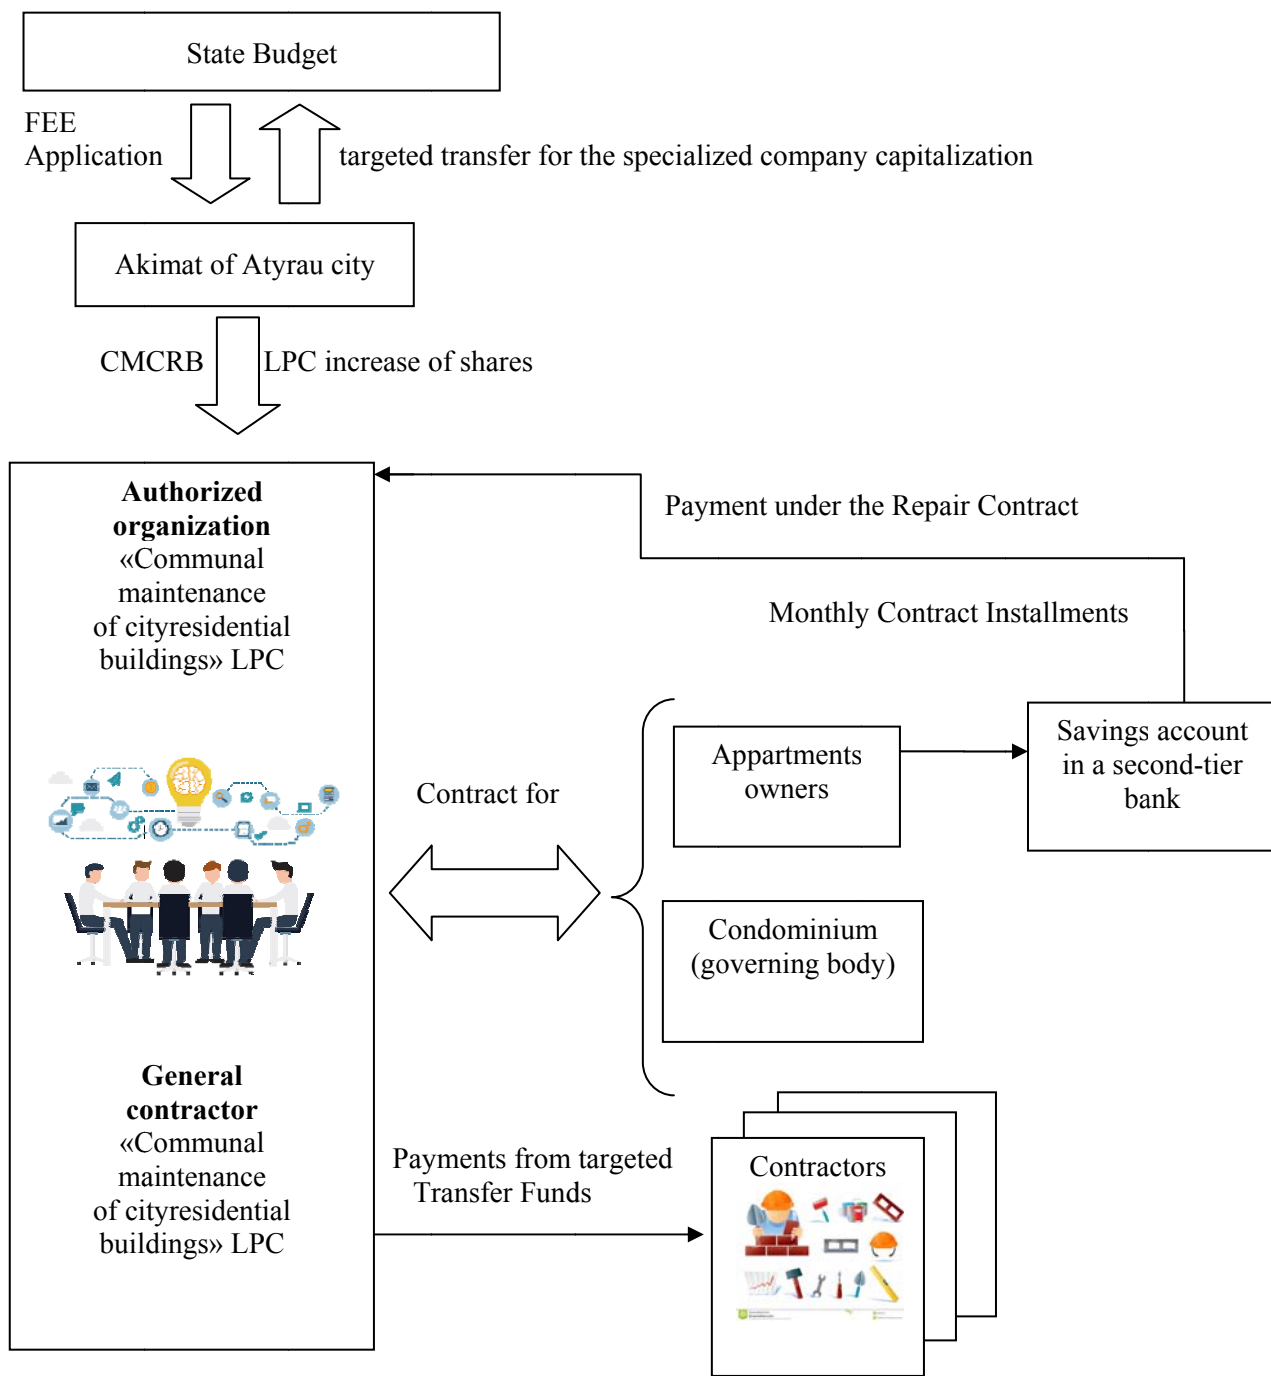 State Budget
FEE
Application
targeted transfer for the specialized company capitalization
Akimat of Atyrau city
CMCRB
LPC increase of shares
Authorized
organization
«Communal
maintenance
of cityresidential
buildings» LPC
Payment under the Repair Contract
Monthly Contract Installments
Appartments
owners
Savings account
in a second-tier
bank
Contract for
Condominium
(governing body)
General
contractor
«Communal
maintenance
of cityresidential
buildings» LPC
Payments from targeted
Transfer Funds
Contractors